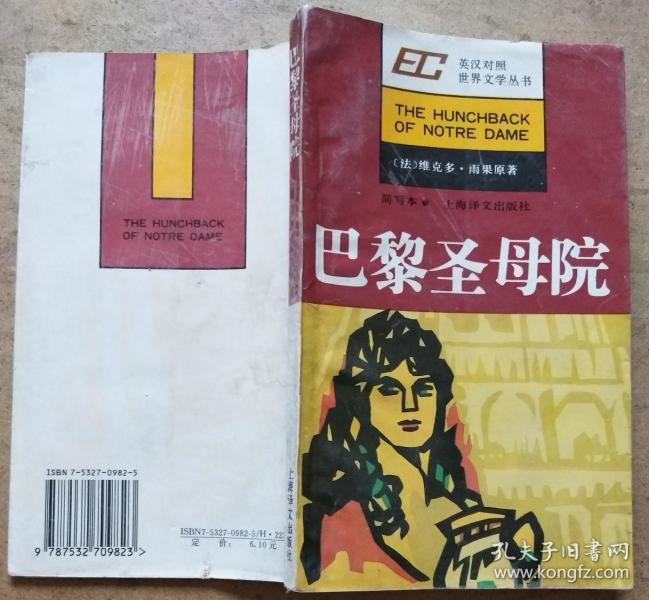 THE HUNCHBACK
OF NOTRE DAME
ISBN 7-5327-0982-5
9 787532 709823 >
ISBN7-5327-0982-5/H·22
定 价： 6.10 元
巴黎圣母院
上海译文出版社
EC
英汉对照
世界文学丛书
THE HUNCHBACK
OF NOTRE DAME
〔法〕维克多·雨果原著
简写本 上海译文出版社
巴黎圣母院
孔夫子旧书网
www.kongfz.com